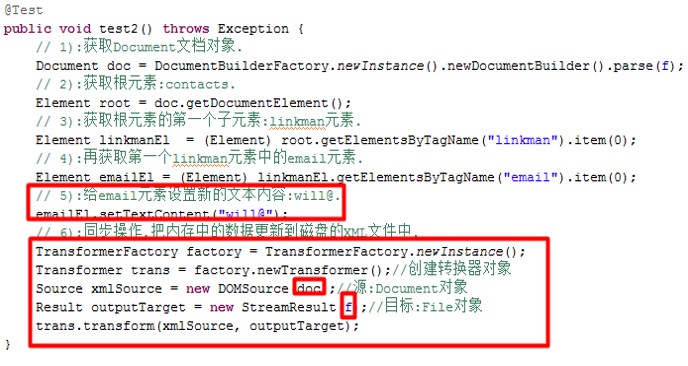 @Test
public void test2() throws Exception {
// 1):获取Document文档对象.
Document doc = DocumentBuilderFactory.newInstance().newDocumentBuilder().parse(f);
// 2):获取根元素:contacts.
Element root = doc.getDocumentElement();
// 3):获取根元素的第一个子元素:linkman元素.
Element linkmanEl = (Element) root.getElementsByTagName("linkman").item(0);
// 4):再获取第一个linkman元素中的email元素.
Element emailEl = (Element) linkmanEl.getElementsByTagName("email").item(0);
// 5):给email元素设置新的文本内容:will@.
emailEl.setTextContent("will@");
// 6):同步操作,把内存中的数据更新到磁盘的XML文件中.
TransformerFactory factory = TransformerFactory.newInstance();
Transformer trans = factory.newTransformer();//创建转换器对象
Source xmlSource = new DOMSource doc ;//源:Document对象
Result outputTarget = new StreamResult f ;//目标:File对象
trans.transform(xmlSource, outputTarget);
}